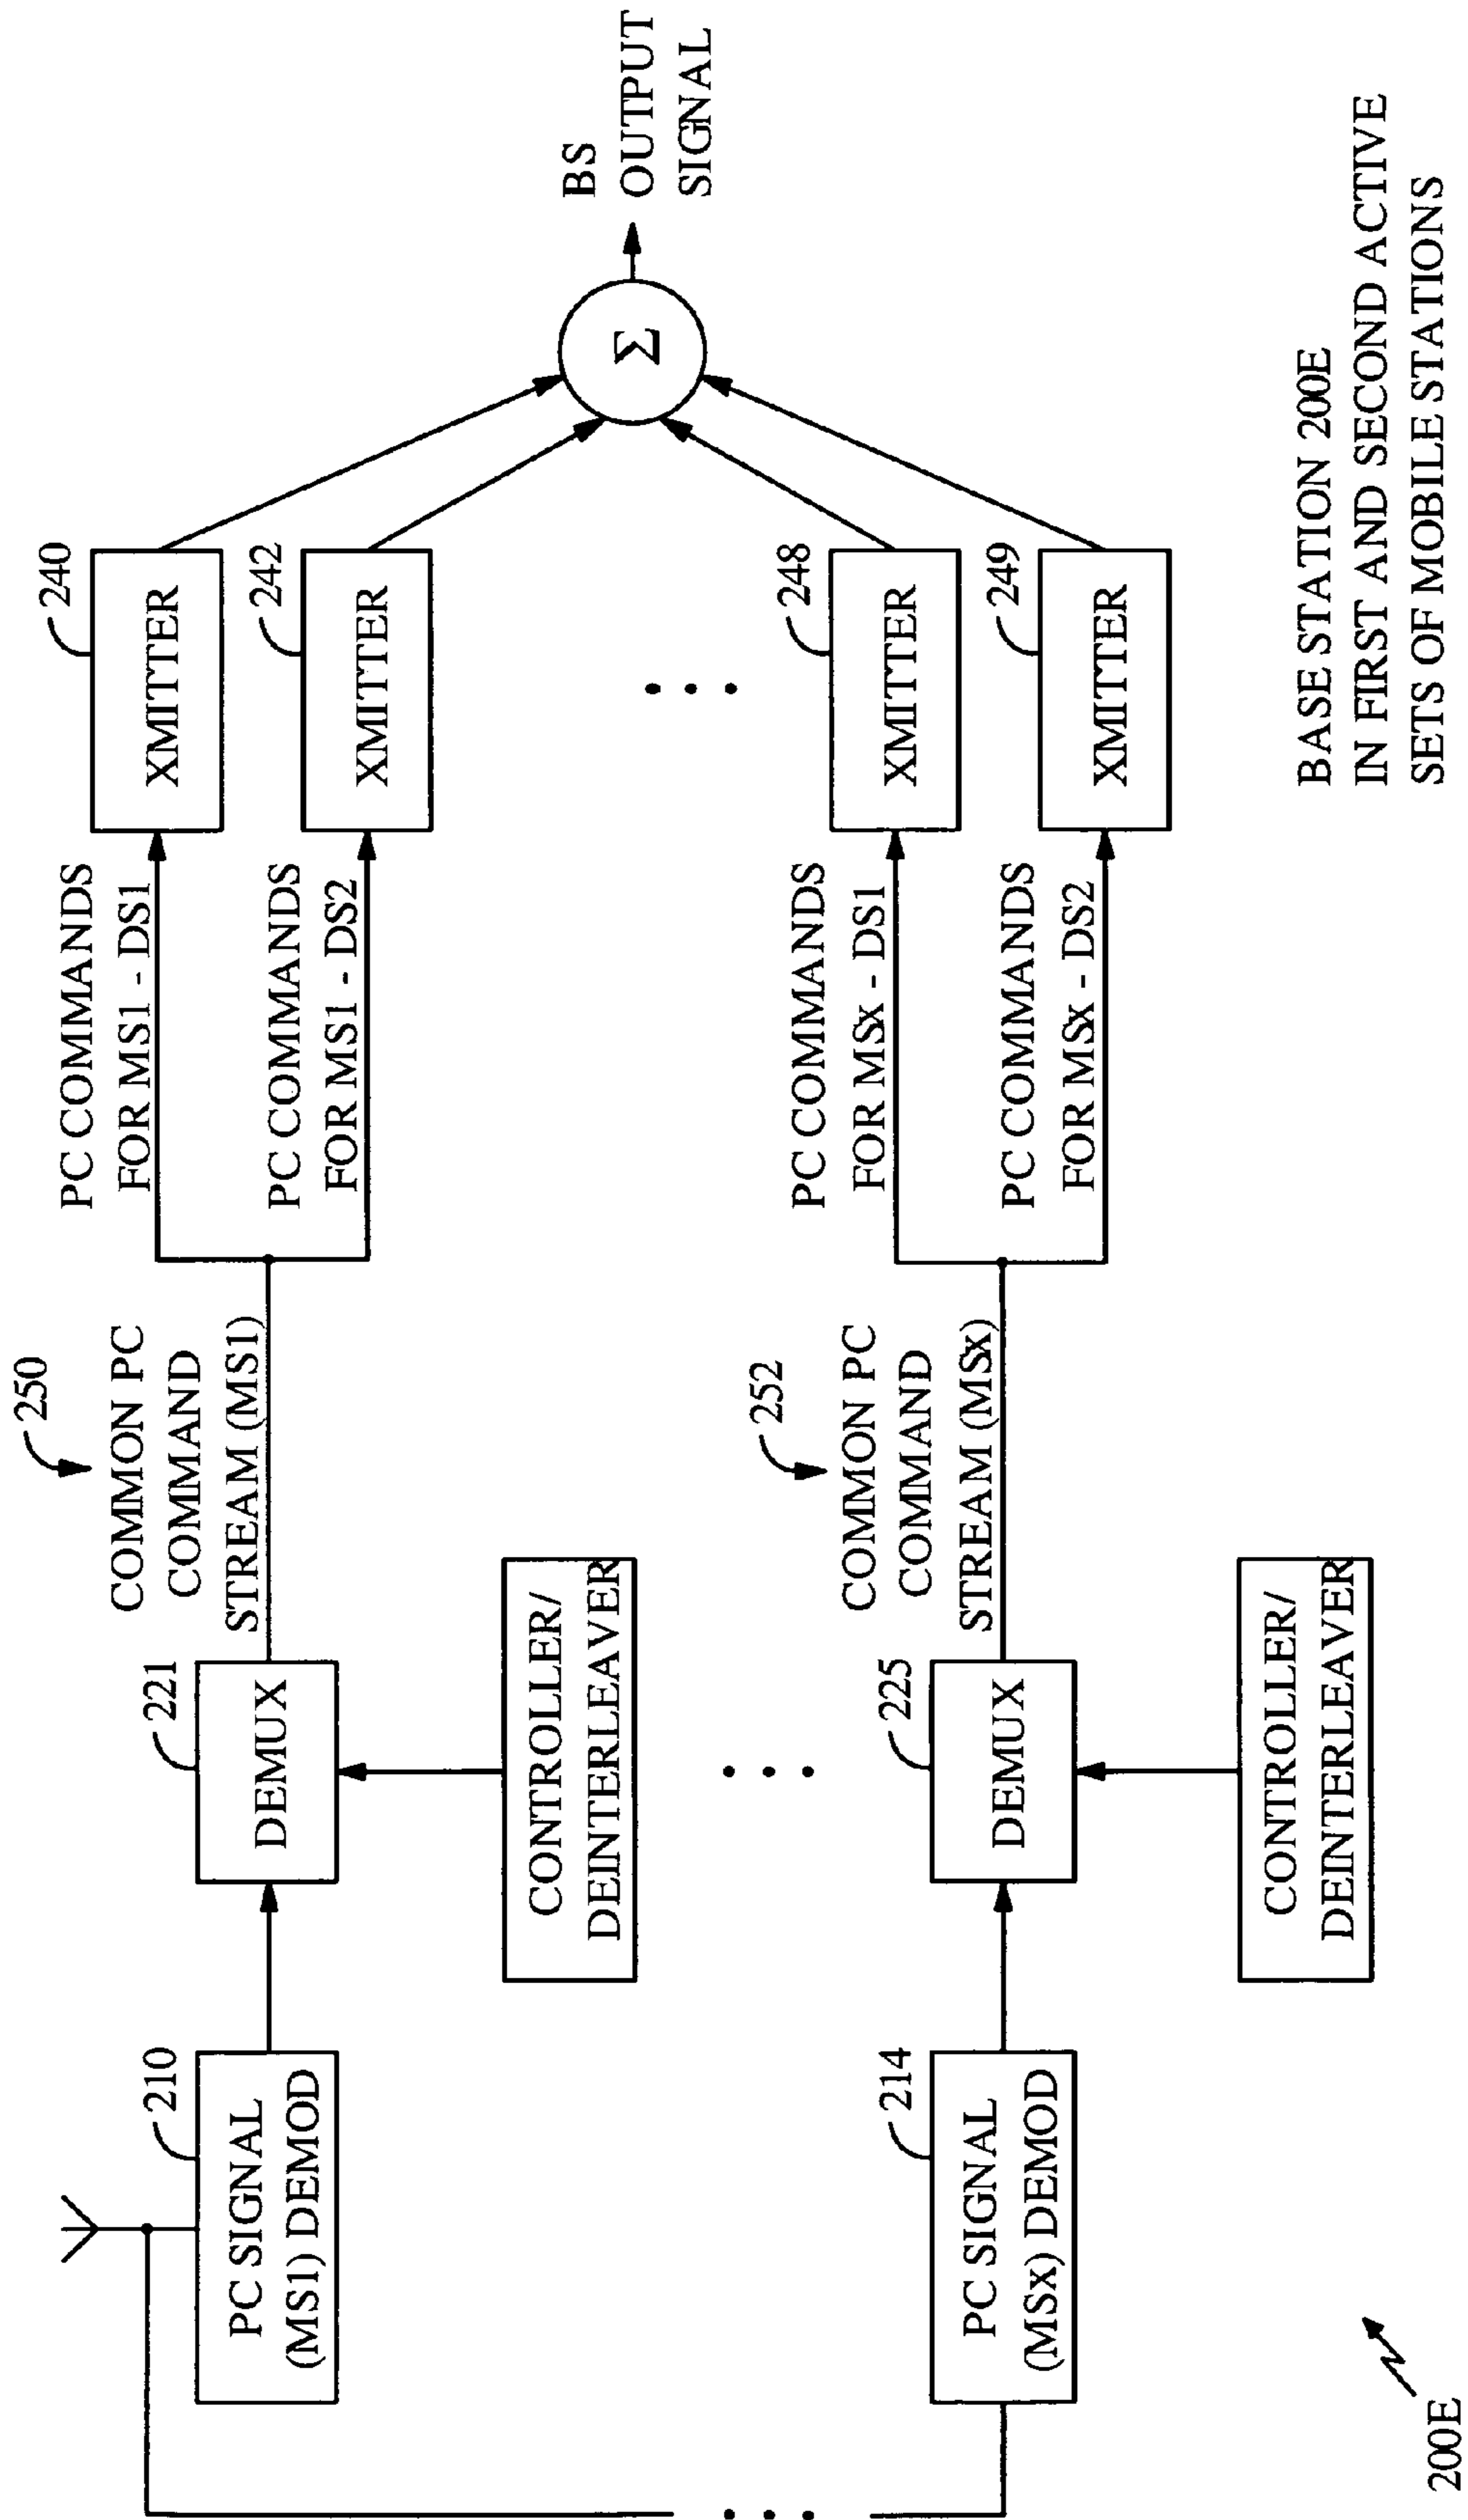 250
COMMON PC
COMMAND
STREAM (MS1)
210
PC SIGNAL
(MS1) DEMOD
221
DEMUX
CONTROLLER/
DEINTERLEAVER
PC COMMANDS
FOR MS1 - DS1
240
XMITTER
PC COMMANDS
FOR MS1 - DS2
242
XMITTER
Σ
BS
OUTPUT
SIGNAL
252
COMMON PC
COMMAND
STREAM (MSx)
214
PC SIGNAL
(MSx) DEMOD
225
DEMUX
CONTROLLER/
DEINTERLEAVER
PC COMMANDS
FOR MSx - DS1
248
XMITTER
PC COMMANDS
FOR MSx - DS2
249
XMITTER
200E
BASE STATION 200E
IN FIRST AND SECOND ACTIVE
SETS OF MOBILE STATIONS